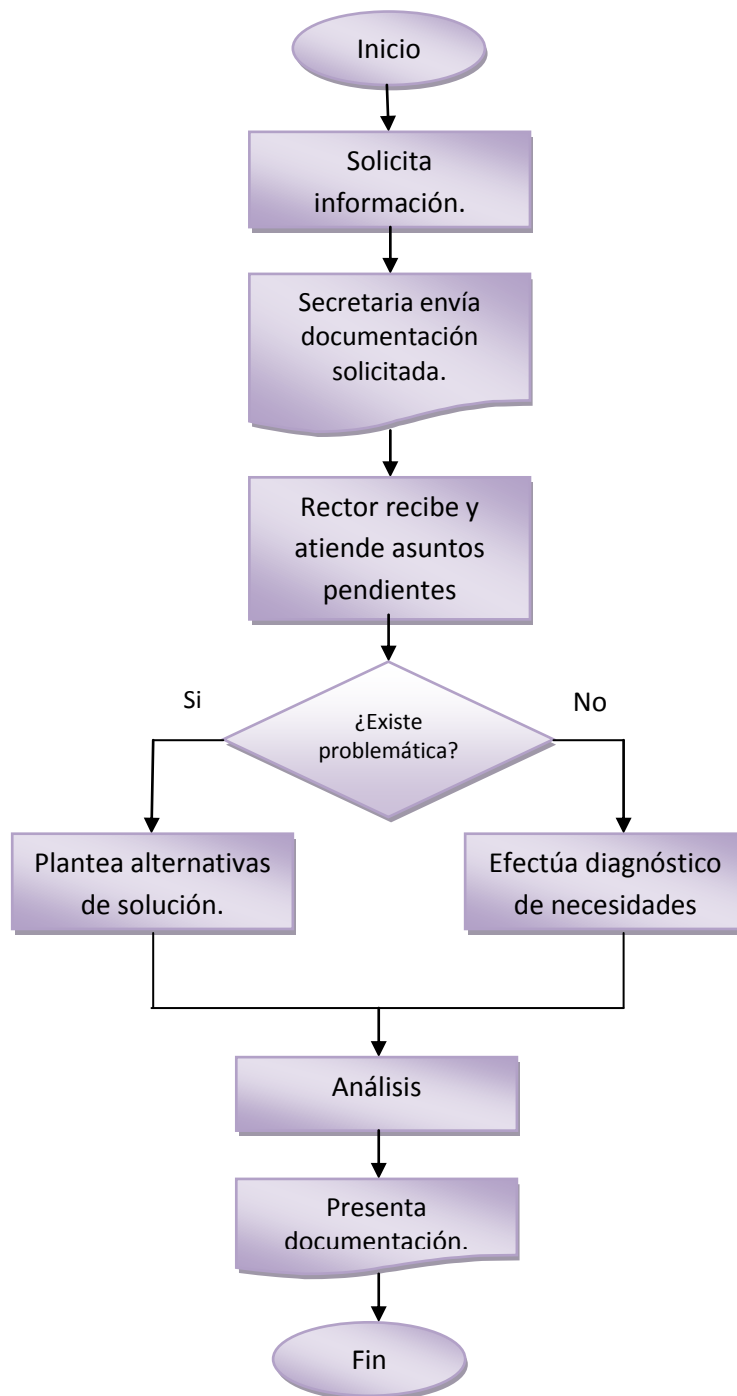 Inicio
Solicita
información.
Secretaria envía
documentación
solicitada.
Rector recibe y
atiende asuntos
pendientes
Si
No
¿Existe
problemática?
Plantea alternativas
de solución.
Efectúa diagnóstico
de necesidades
Análisis
Presenta
documentación.
Fin